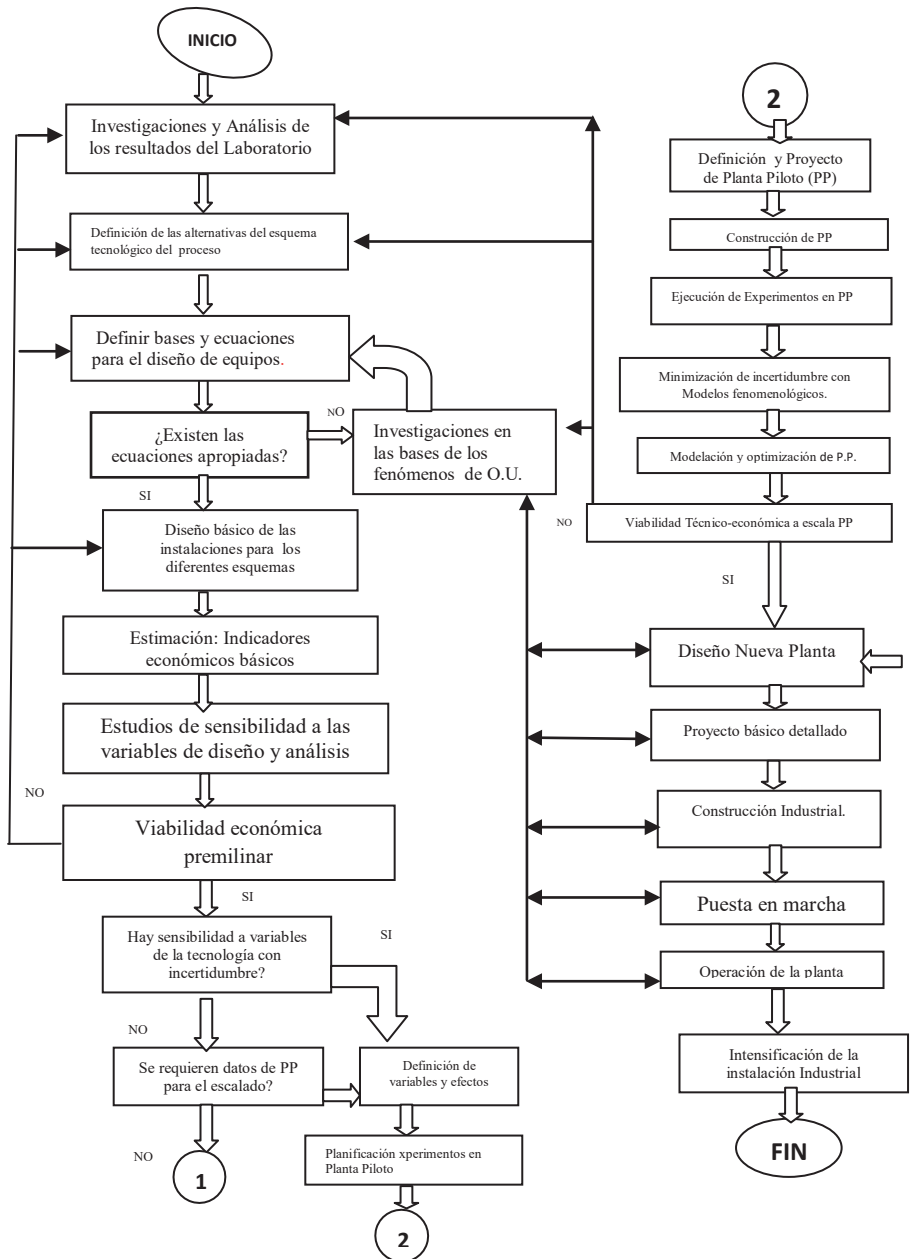 INICIO
Investigaciones y Análisis de
los resultados del Laboratorio
Definición de las alternativas del esquema
tecnológico del proceso
Definir bases y ecuaciones
para el diseño de equipos.
¿Existen las
ecuaciones apropiadas?
NO
Investigaciones en
las bases de los
fenómenos de O.U.
SI
Diseño básico de las
instalaciones para los
diferentes esquemas
Estimación: Indicadores
económicos básicos
Estudios de sensibilidad a las
variables de diseño y análisis
NO
Viabilidad económica
premilinar
SI
Hay sensibilidad a variables
de la tecnología con
incertidumbre?
SI
NO
Se requieren datos de PP
para el escalado?
Definición de
variables y efectos
NO
1
Planificación xperimentos en
Planta Piloto
2
2
Definición y Proyecto
de Planta Piloto (PP)
Construcción de PP
Ejecución de Experimentos en PP
Minimización de incertidumbre con
Modelos fenomenológicos.
Modelación y optimización de P.P.
NO
Viabilidad Técnico-económica a escala PP
SI
Diseño Nueva Planta
Proyecto básico detallado
Construcción Industrial.
Puesta en marcha
Operación de la planta
Intensificación de la
instalación Industrial
FIN